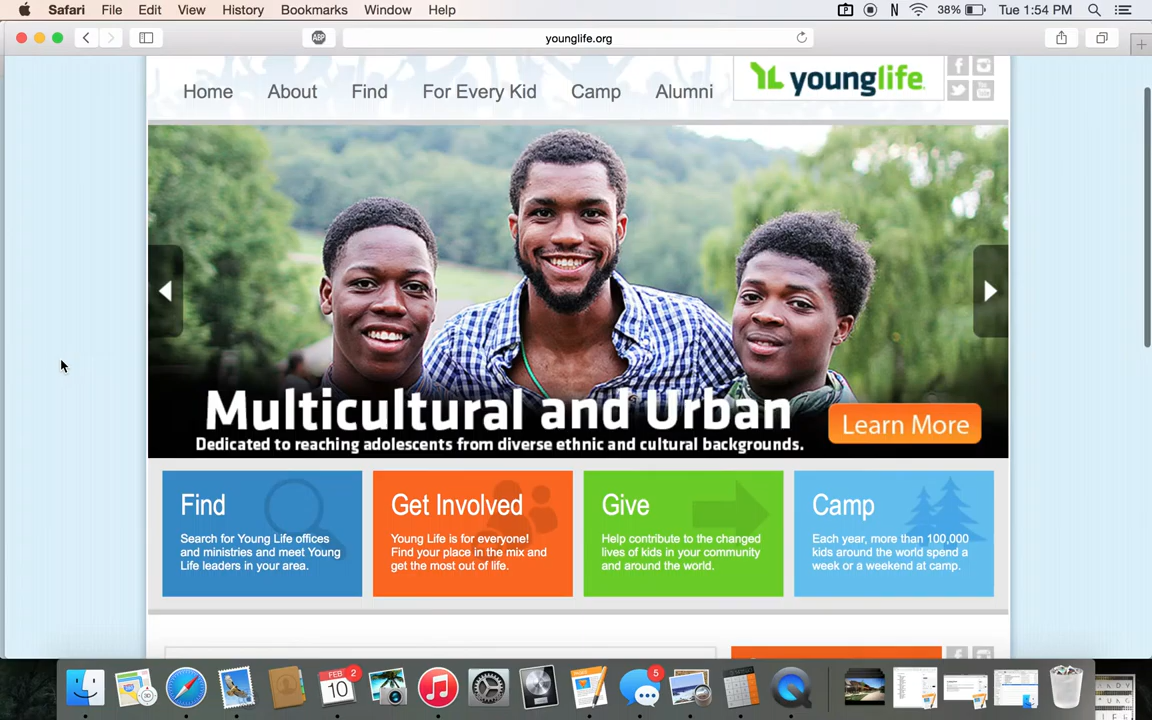 Safari File Edit View History Bookmarks Window Help 38% Tue 1:54 PM
ABP younglife.org
Home About Find For Every Kid Camp Alumni
younglife
Multicultural and Urban
Dedicated to reaching adolescents from diverse ethnic and cultural backgrounds.
Learn More
Find
Search for Young Life offices
and ministries and meet Young
Life leaders in your area.
Get Involved
Young Life is for everyone!
Find your place in the mix and
get the most out of life.
Give
Help contribute to the changed
lives of kids in your community
and around the world.
Camp
Each year, more than 100,000
kids around the world spend a
week or a weekend at camp.
FEB
10
2
5